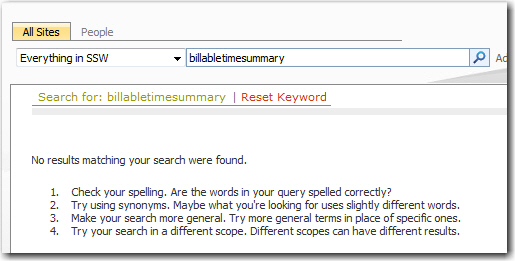 All Sites People
Everything in SSW billabletimesummary Ad
Search for: billabletimesummary | Reset Keyword
No results matching your search were found.
1. Check your spelling. Are the words in your query spelled correctly?
2. Try using synonyms. Maybe what you're looking for uses slightly different words.
3. Make your search more general. Try more general terms in place of specific ones.
4. Try your search in a different scope. Different scopes can have different results.